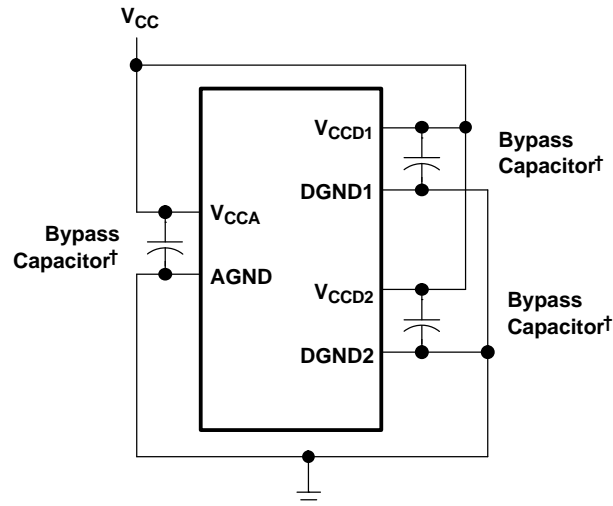 VCC
VCCD1
Bypass
Capacitor†
DGND1
VCCA
Bypass
Capacitor†
AGND
VCCD2
Bypass
Capacitor†
DGND2